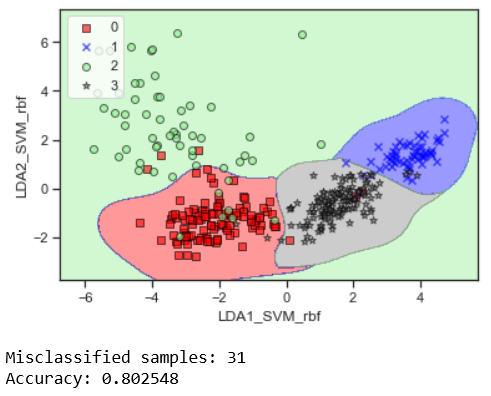 0
1
2
3
6
4
2
0
−2
LDA2_SVM_rbf
−6 −4 −2 0 2 4
LDA1_SVM_rbf
Misclassified samples: 31
Accuracy: 0.802548